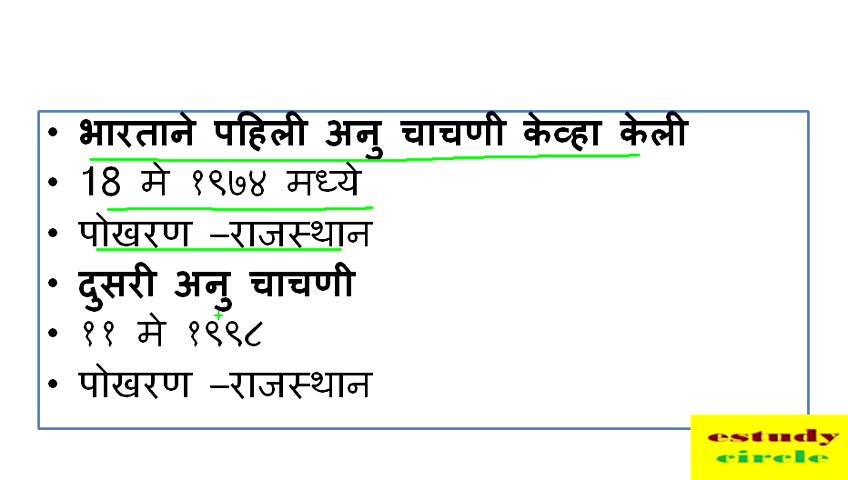 • भारताने पहिली अनु चाचणी केव्हा केली
• 18 मे १९७४ मध्ये
• पोखरण –राजस्थान
• दुसरी अनु चाचणी
• ११ मे १९९८
• पोखरण –राजस्थान
estudy
circle